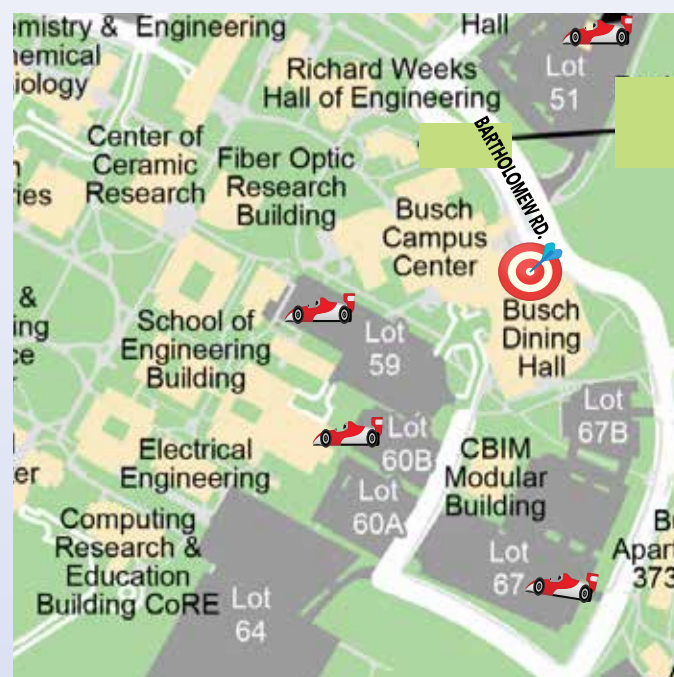 emistry & Engineering
hemical
iology
Hall
Richard Weeks
Hall of Engineering
Lot
51
BARTHOLOMEW RD.
Center of
Ceramic
Research
Fiber Optic
Research
Building
ries
Busch
Campus
Center
Busch
Dining
Hall
&
ing
ce
School of
Engineering
Building
Lot
59
Lot
67B
Lot
60B
Electrical
Engineering
er
CBIM
Modular
Building
Lot
60A
Computing
Research &
Education
Building CoRE
Lot
64
Lot
67
B
Apart
373